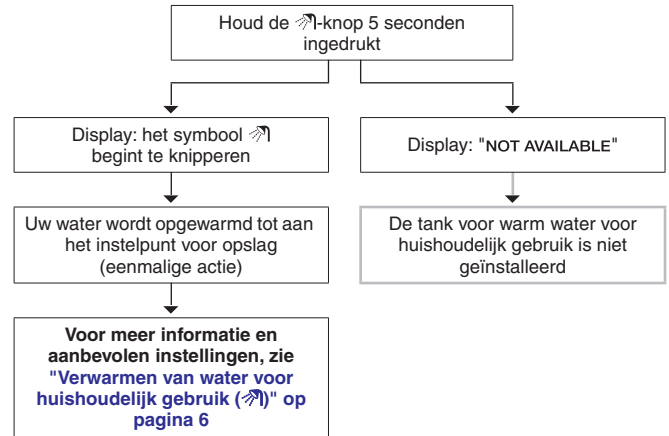 Houd de -knop 5 seconden
ingedrukt
Display: het symbool
begint te knipperen
Display: "NOT AVAILABLE"
Uw water wordt opgewarmd tot aan
het instelpunt voor opslag
(eenmalige actie)
De tank voor warm water voor
huishoudelijk gebruik is niet
geïnstalleerd
Voor meer informatie en
aanbevolen instellingen, zie
"Verwarmen van water voor
huishoudelijk gebruik ()" op
pagina 6